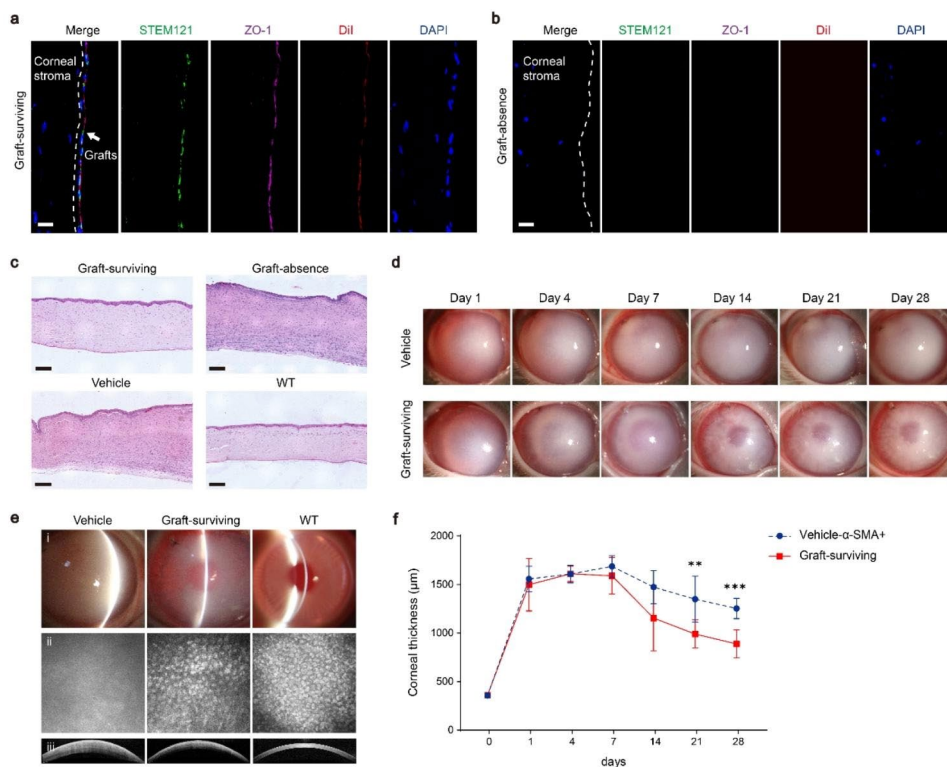 a
Merge STEM121 ZO-1 DiI DAPI
Corneal
stroma
Grafts
Graft-surviving
b
Merge STEM121 ZO-1 DiI DAPI
Corneal
stroma
Graft-absence
c
Graft-surviving Graft-absence
Vehicle WT
d
Day 1 Day 4 Day 7 Day 14 Day 21 Day 28
Vehicle
Graft-surviving
e
Vehicle Graft-surviving WT
i
ii
iii
f
Vehicle-α-SMA+
Graft-surviving
Corneal thickness (μm)
2000
1500
1000
500
0
**
***
0 1 4 7 14 21 28
days